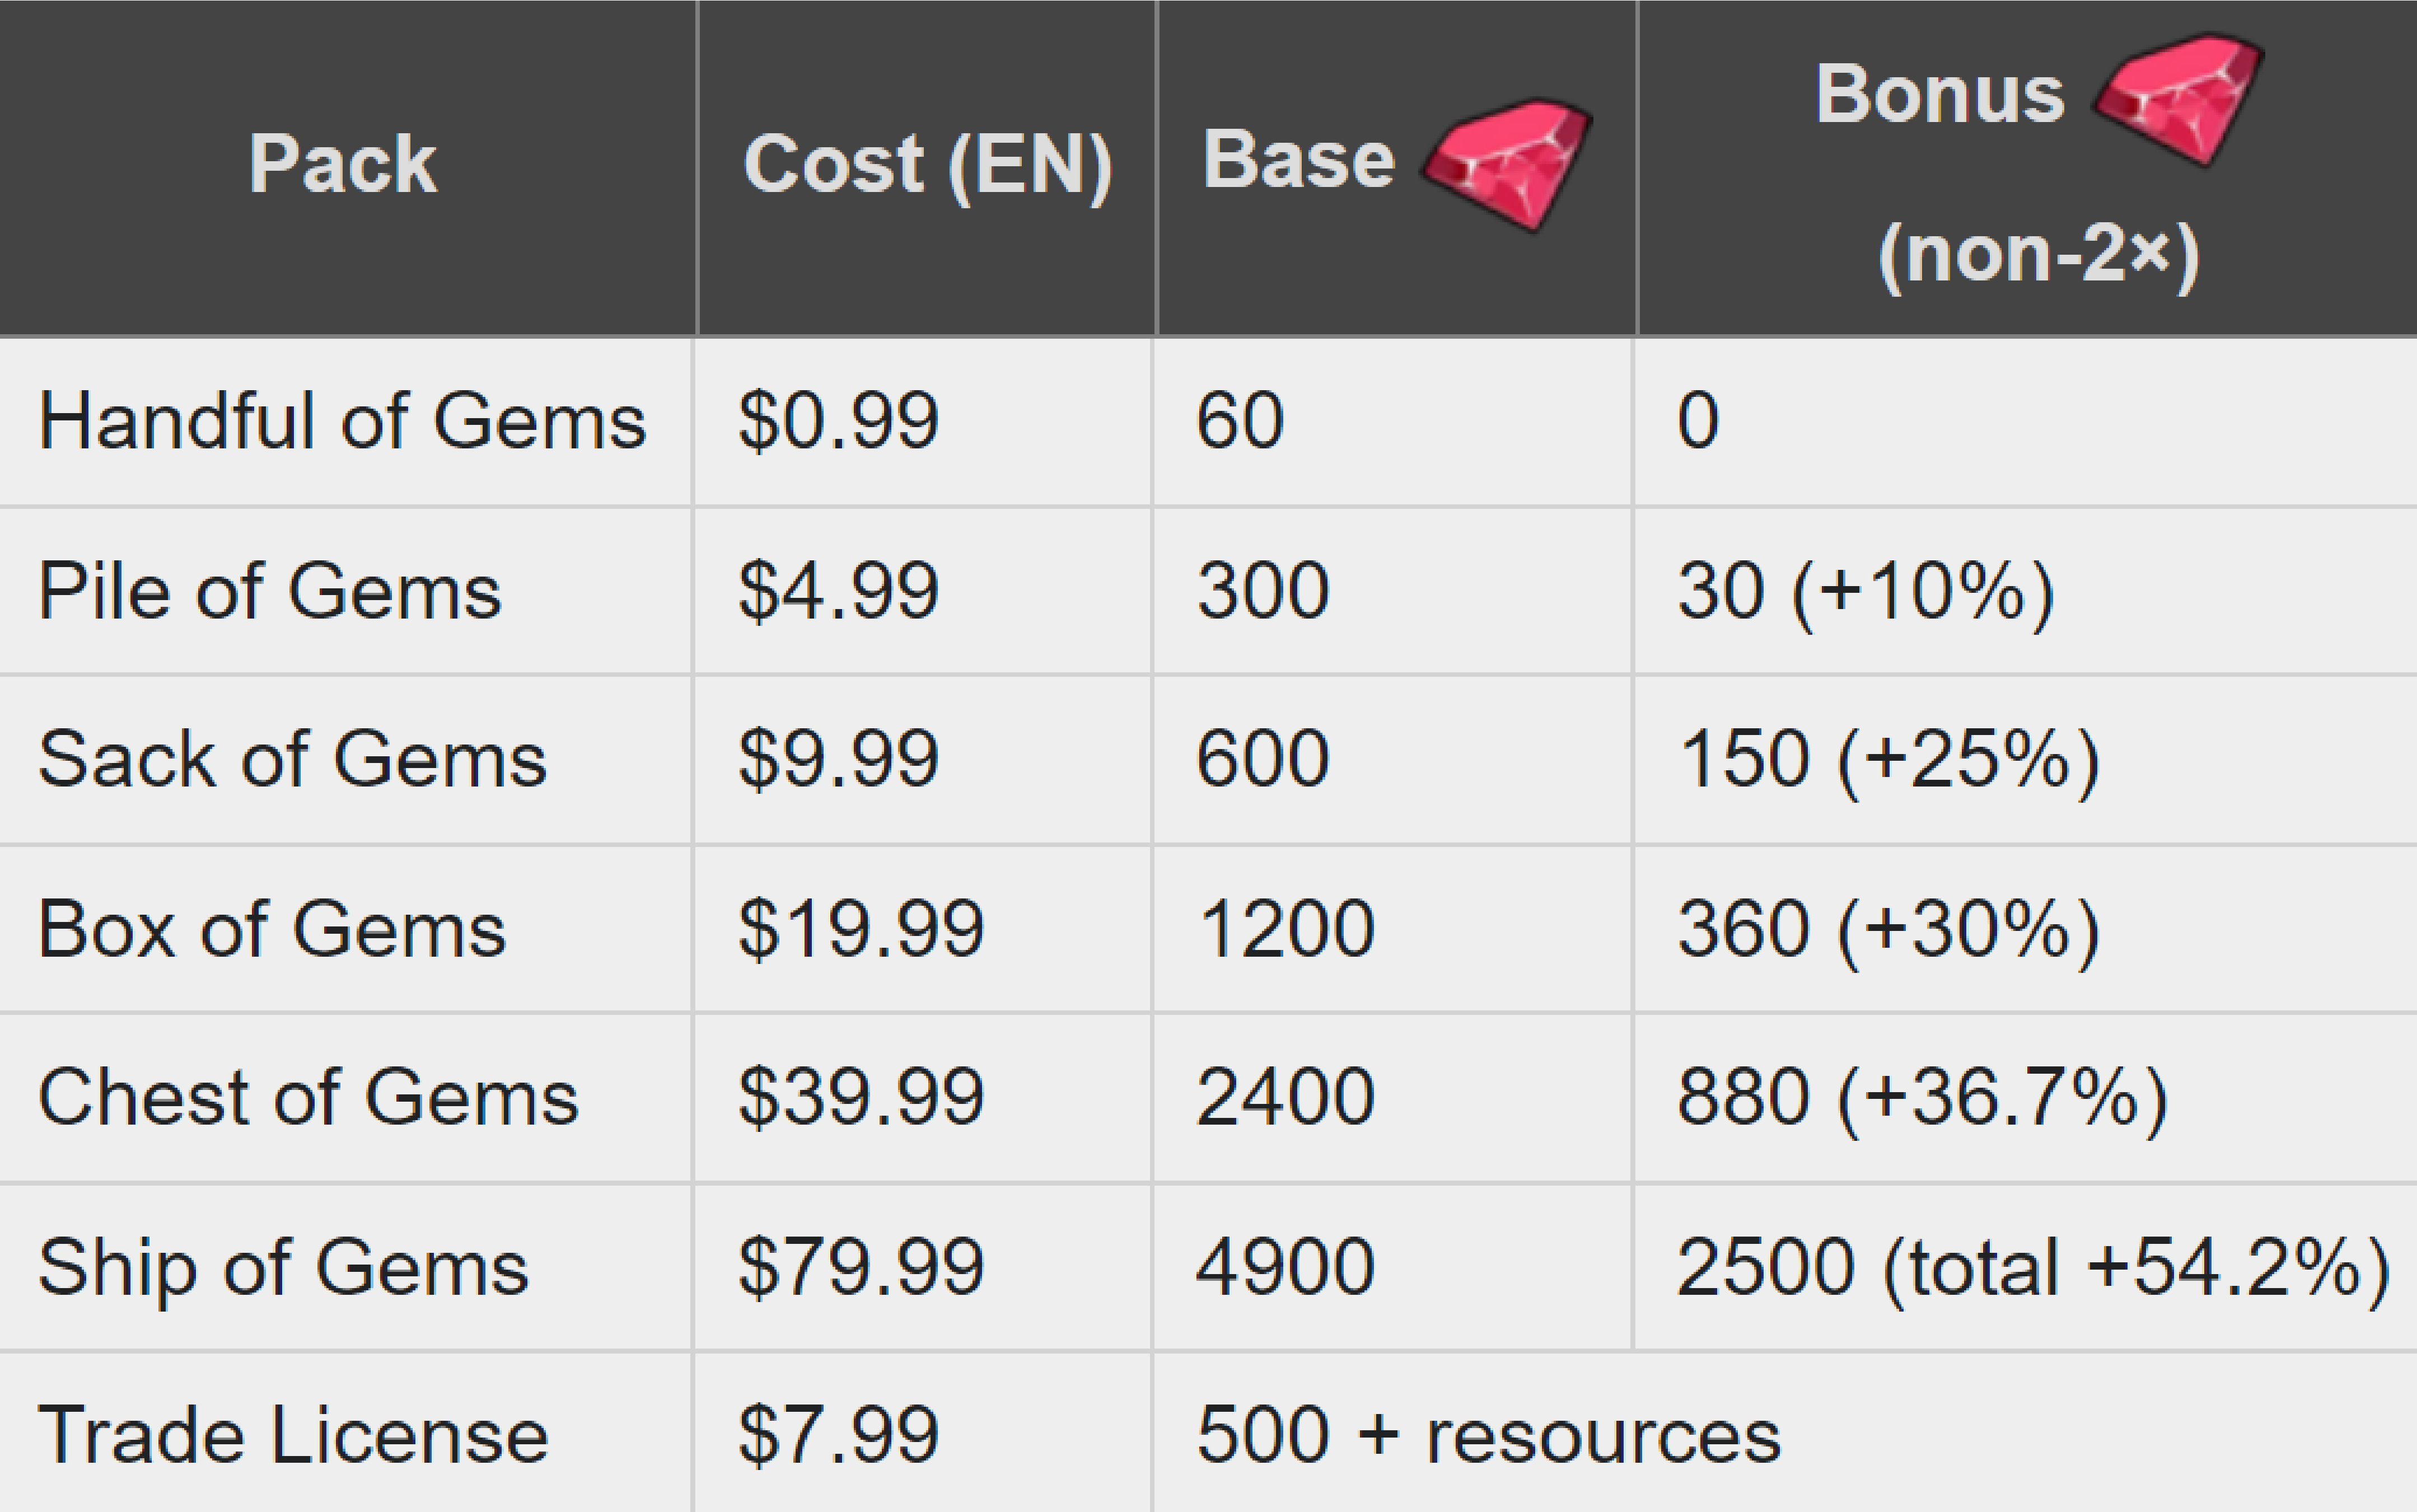 Pack Cost (EN) Base Bonus
(non-2×)
Handful of Gems $0.99 60 0
Pile of Gems $4.99 300 30 (+10%)
Sack of Gems $9.99 600 150 (+25%)
Box of Gems $19.99 1200 360 (+30%)
Chest of Gems $39.99 2400 880 (+36.7%)
Ship of Gems $79.99 4900 2500 (total +54.2%)
Trade License $7.99 500 + resources